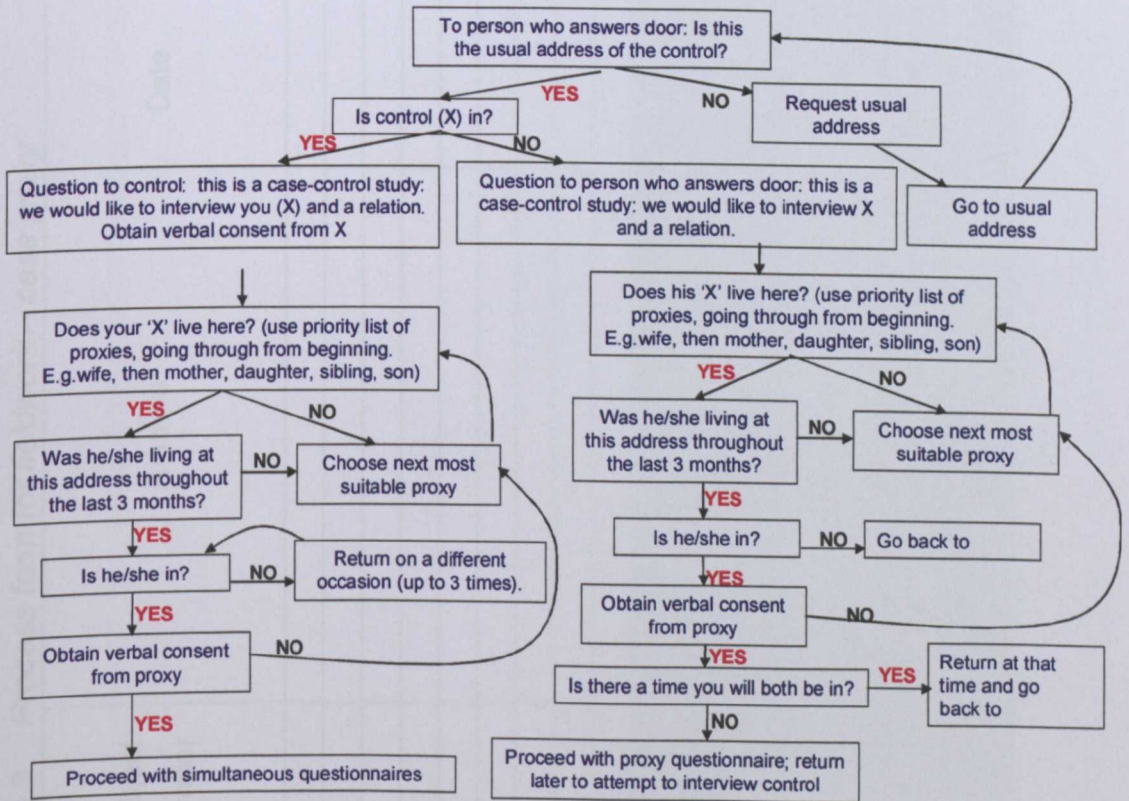 To person who answers door: Is this
the usual address of the control?
YES
NO
Is control (X) in?
Request usual
address
YES
NO
Question to control: this is a case-control study:
we would like to interview you (X) and a relation.
Obtain verbal consent from X
Question to person who answers door: this is a
case-control study: we would like to interview X
and a relation.
Go to usual
address
Does your 'X' live here? (use priority list of
proxies, going through from beginning.
E.g.wife, then mother, daughter, sibling, son)
YES
NO
Was he/she living at
this address throughout
the last 3 months?
NO
Choose next most
suitable proxy
YES
Is he/she in?
NO
Return on a different
occasion (up to 3 times).
YES
Obtain verbal consent
from proxy
NO
YES
Proceed with simultaneous questionnaires
Does his 'X' live here? (use priority list of
proxies, going through from beginning.
E.g.wife, then mother, daughter, sibling, son)
YES
NO
Was he/she living at
this address throughout
the last 3 months?
NO
Choose next most
suitable proxy
YES
Is he/she in?
NO
Go back to
YES
Obtain verbal consent
from proxy
NO
YES
Is there a time you will both be in?
YES
Return at that
time and go
back to
NO
Proceed with proxy questionnaire; return
later to attempt to interview control
Date